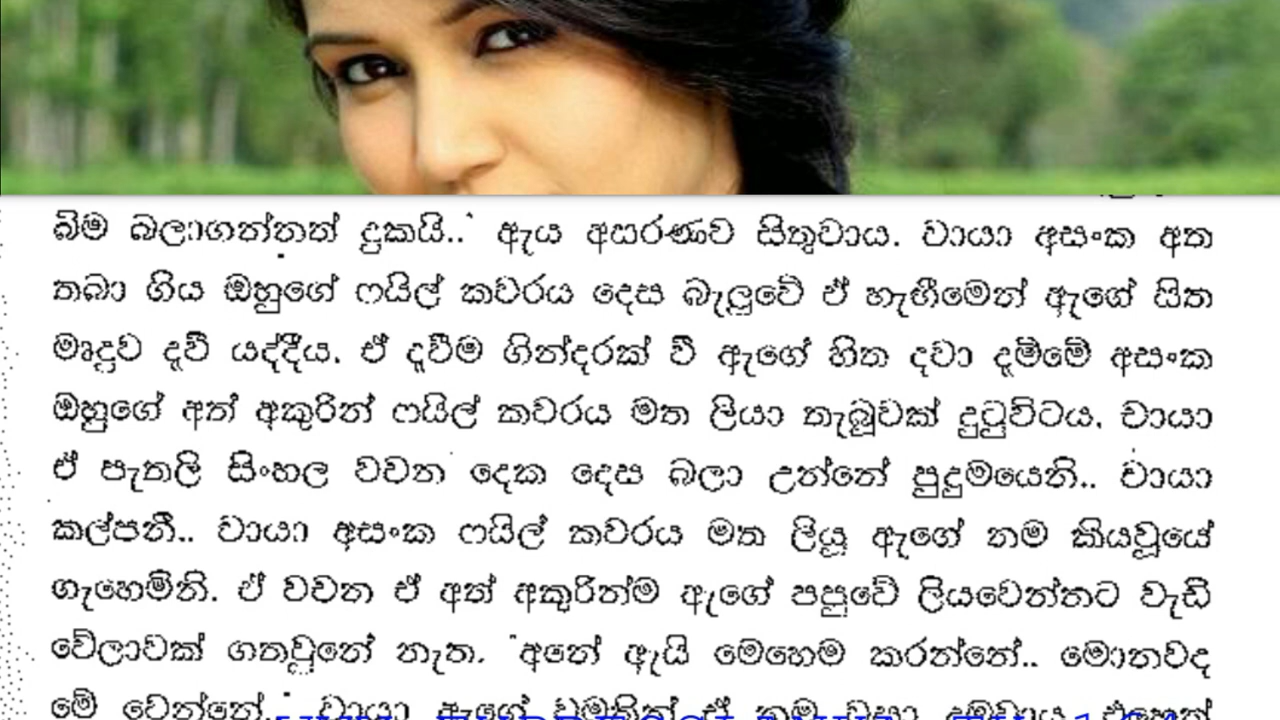 බිම බලාගන්නත් දුකයි..' ඇය අසරණව සිතුවාය. චායා අසංක අත
තබා ගිය ඔහුගේ ෆයිල් කවරය දෙස බැලුවේ ඒ හැඟීමෙන් ඇගේ සිත
මෘදුව දැවී යද්දීය. ඒ දැවීම ගින්දරක් වී ඇගේ හිත දවා දැම්මේ අසංක
ඔහුගේ අත් අකුරින් ෆයිල් කවරය මත ලියා තැබූවක් දුටුවිටය. චායා
ඒ පැතලි සිංහල වචන දෙක දෙස බලා උන්නේ පුදුමයෙනි.. චායා
කල්පනී.. චායා අසංක ෆයිල් කවරය මත ලියූ ඇගේ නම කියවූයේ
ගැහෙමිනි. ඒ වචන ඒ අත් අකුරින්ම ඇගේ පපුවේ ලියවෙන්නට වැඩි
වේලාවක් ගතවූනේ නැත. 'අනේ ඇයි මෙහෙම කරන්නේ.. මොනවද
මේ වෙන්නේ.' චායා ඇගේ